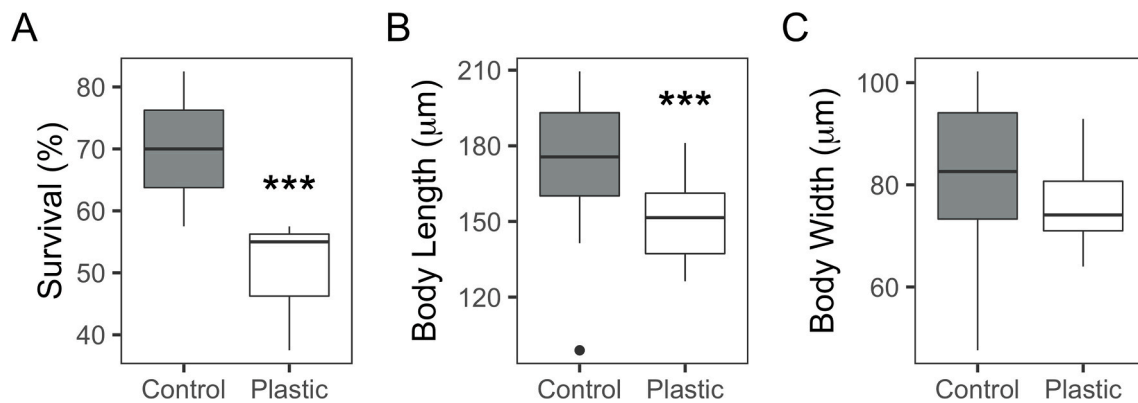 A
Survival (%)
80
70
60
50
40
***
Control
Plastic
B
Body Length (μm)
210
180
150
120
***
Control
Plastic
C
Body Width (μm)
100
80
60
Control
Plastic